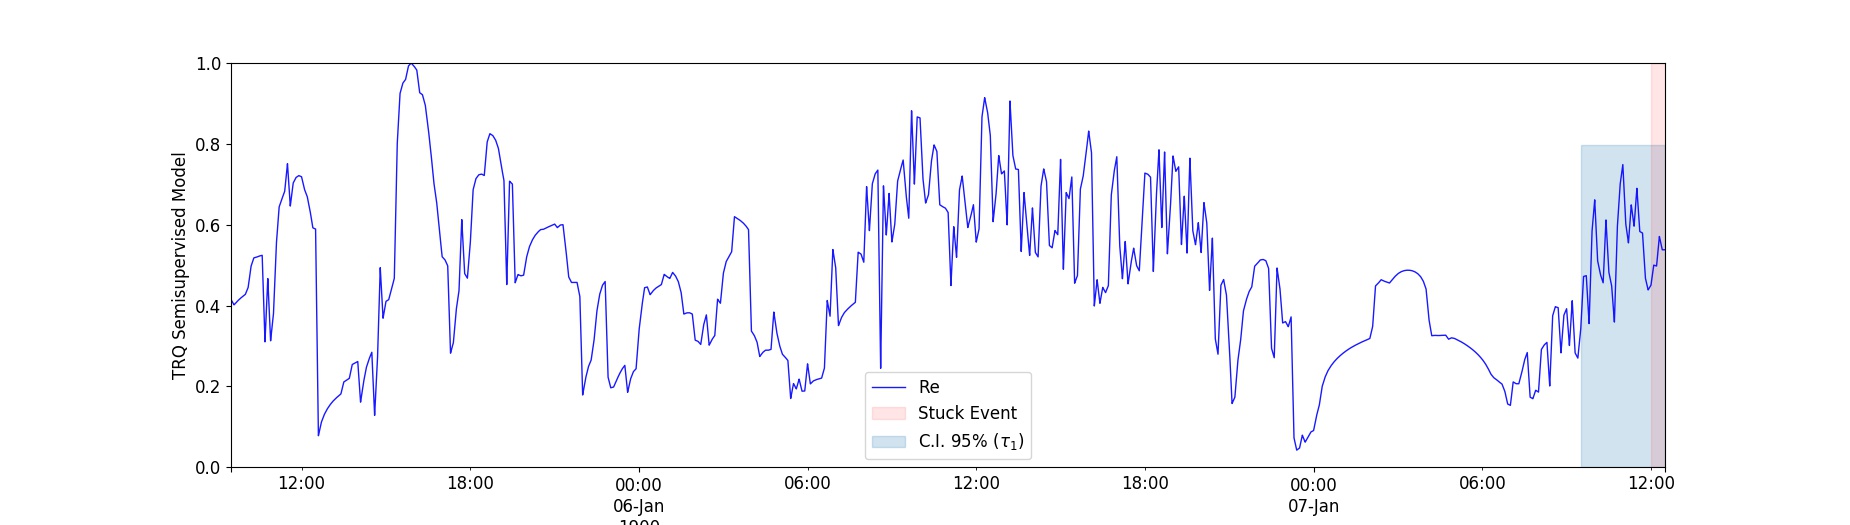 1.0
0.8
0.6
0.4
0.2
0.0
TRQ Semisupervised Model
Re
Stuck Event
C.I. 95% (τ₁)
12:00 18:00 00:00 06:00 12:00 18:00 00:00 06:00 12:00
06-Jan 07-Jan
1900